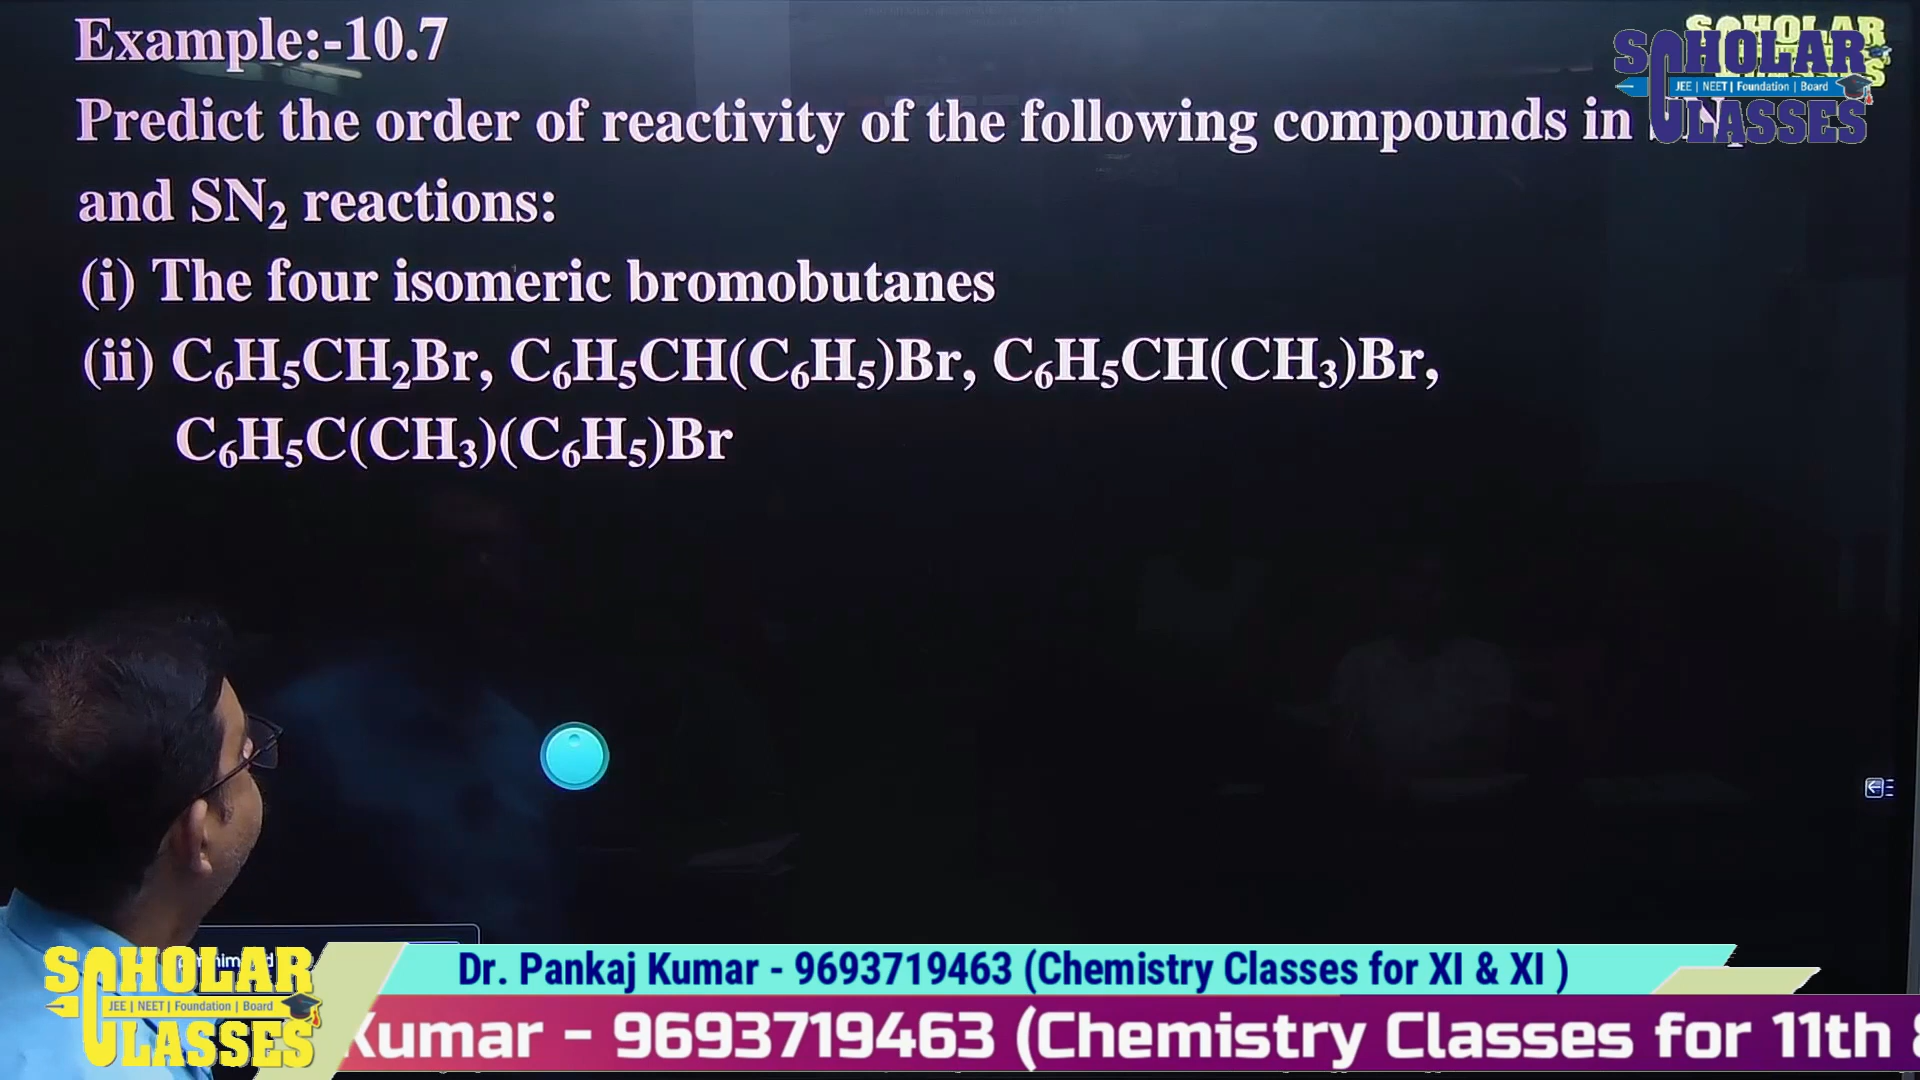 Example:-10.7
Predict the order of reactivity of the following compounds in
and SN₂ reactions:
(i) The four isomeric bromobutanes
(ii) C₆H₅CH₂Br, C₆H₅CH(C₆H₅)Br, C₆H₅CH(CH₃)Br,
C₆H₅C(CH₃)(C₆H₅)Br
SCHOLAR
JEE | NEET | Foundation | Board
CLASSES
SCHOLAR
JEE | NEET | Foundation | Board
CLASSES
Dr. Pankaj Kumar - 9693719463 (Chemistry Classes for XI & XI )
Kumar - 9693719463 (Chemistry Classes for 11th